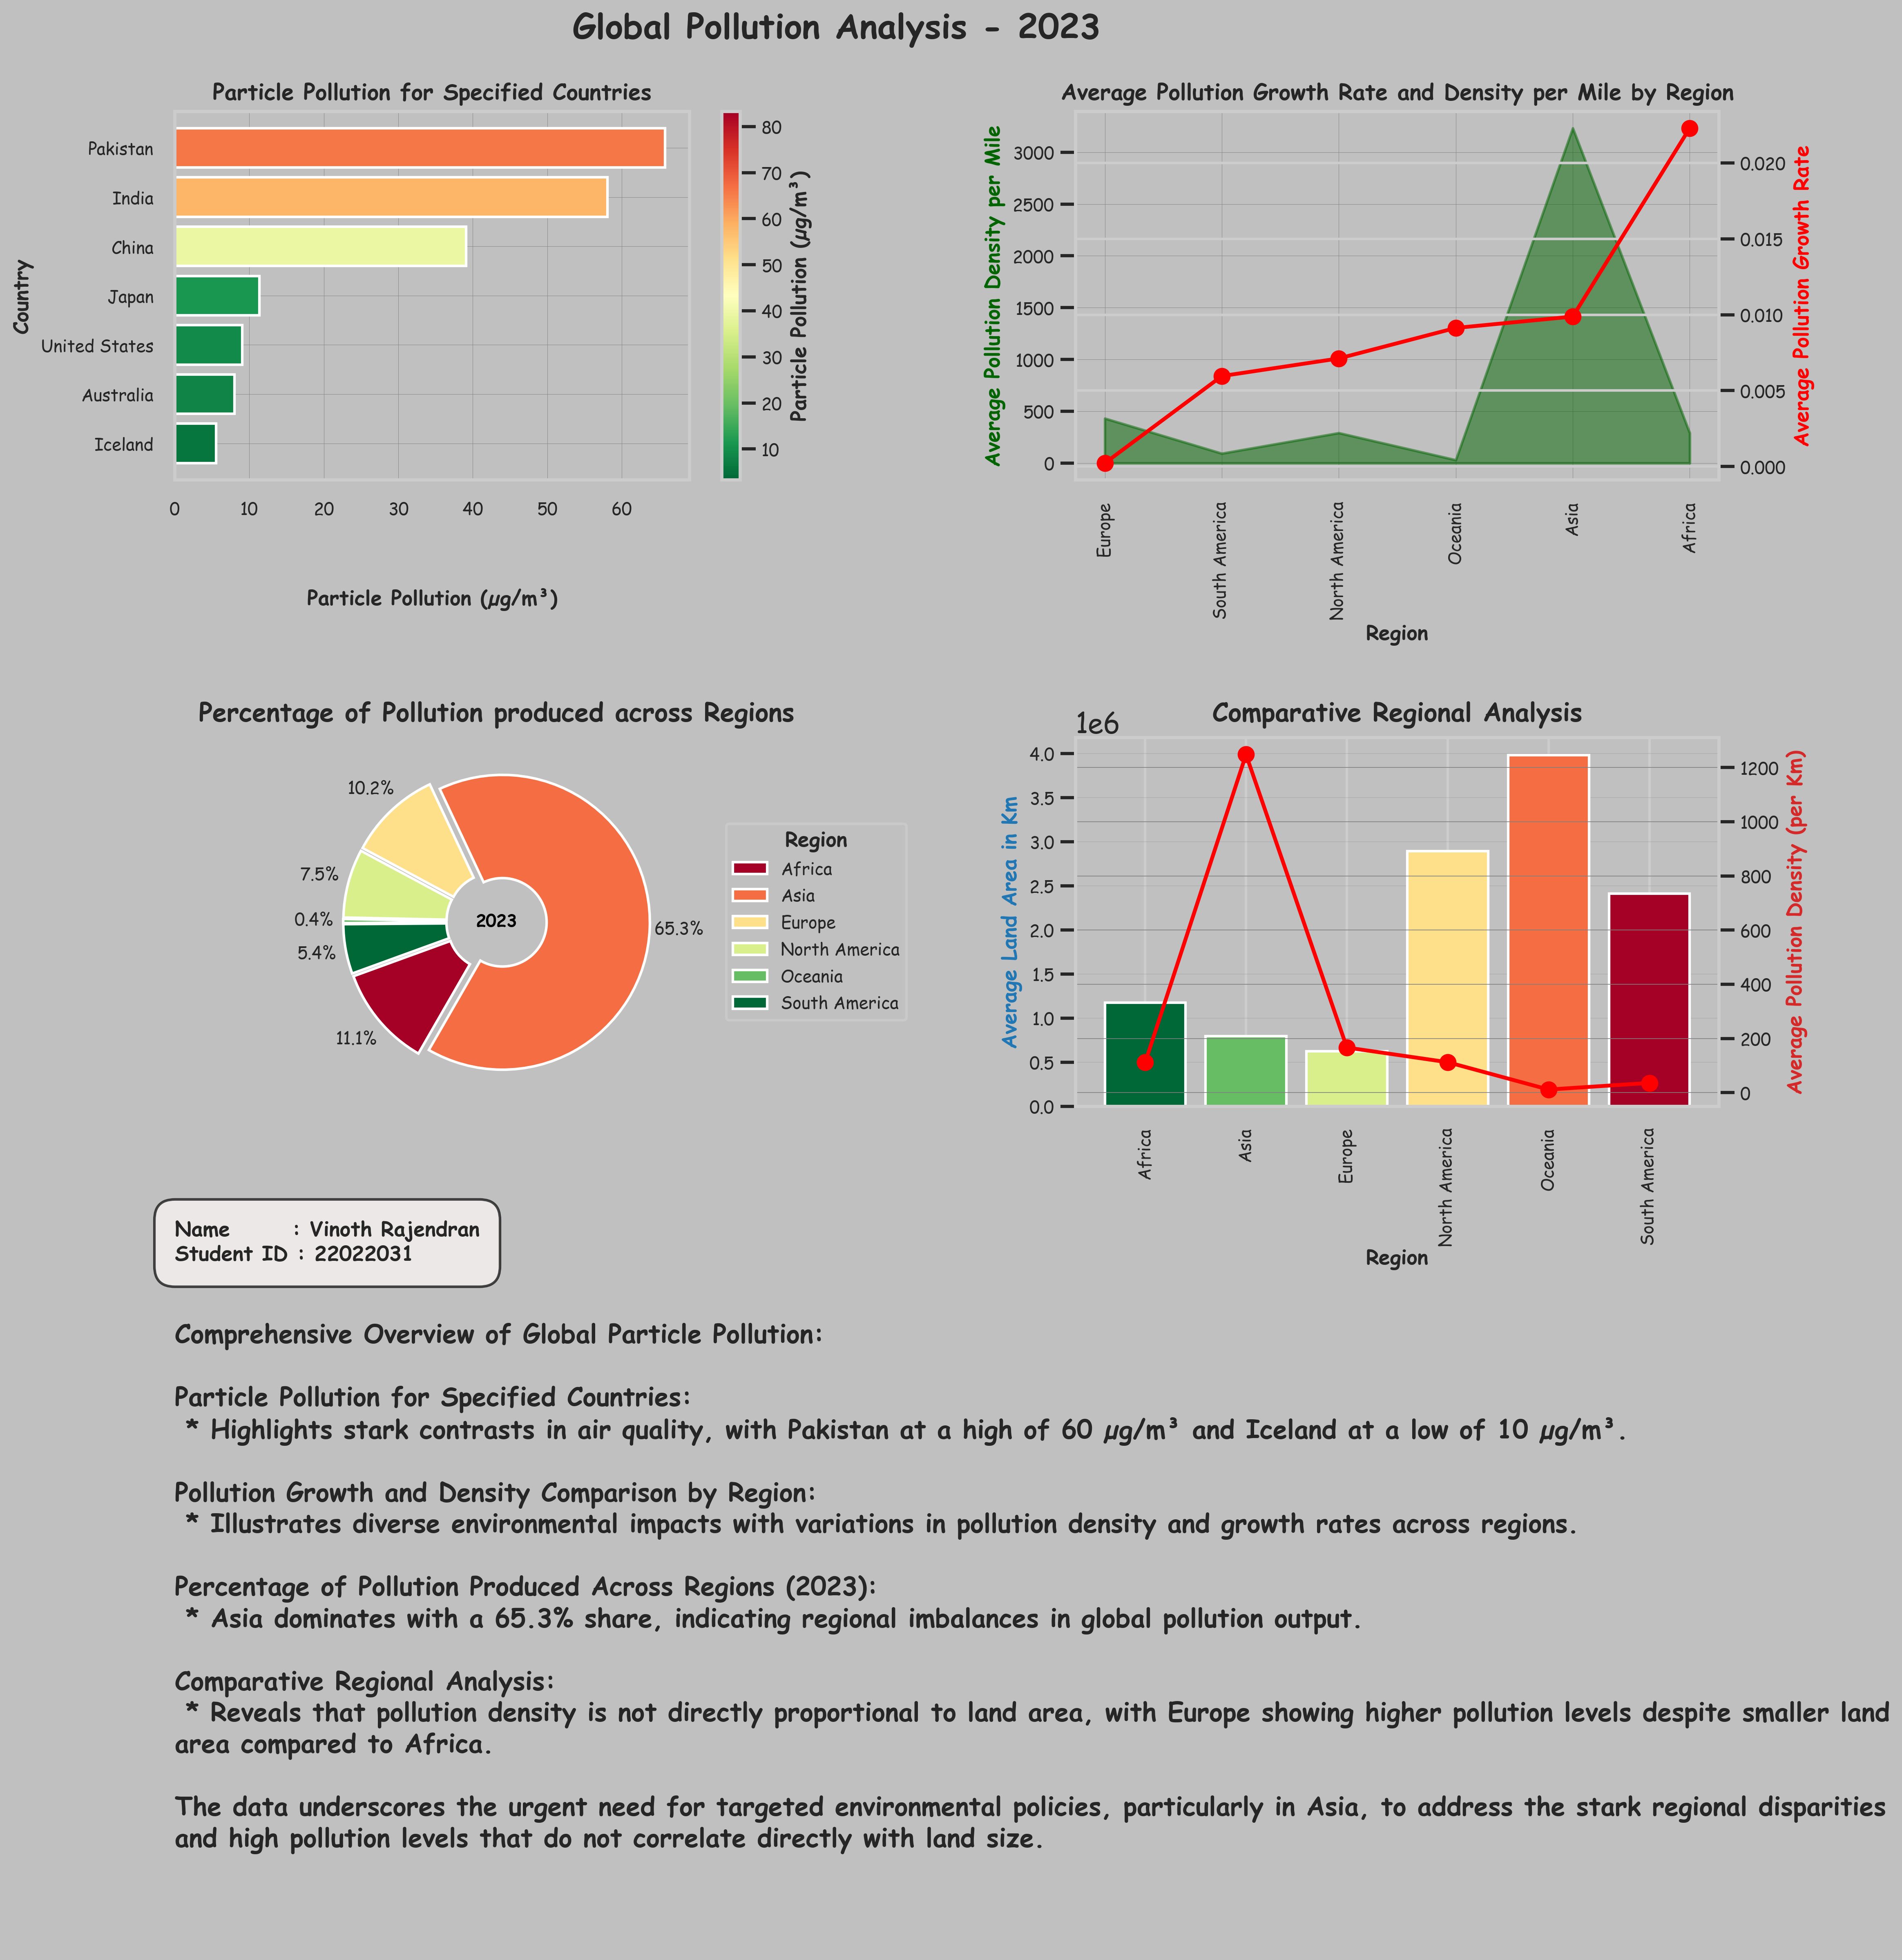 Global Pollution Analysis - 2023
Particle Pollution for Specified Countries
Country
Pakistan
India
China
Japan
United States
Australia
Iceland
0 10 20 30 40 50 60
Particle Pollution (µg/m³)
80
70
60
50
40
30
20
10
Particle Pollution (µg/m³)
Average Pollution Growth Rate and Density per Mile by Region
Average Pollution Density per Mile
3000
2500
2000
1500
1000
500
0
0.020
0.015
0.010
0.005
0.000
Average Pollution Growth Rate
Europe
South America
North America
Oceania
Asia
Africa
Region
Percentage of Pollution produced across Regions
10.2%
7.5%
0.4%
5.4%
11.1%
65.3%
2023
Region
Africa
Asia
Europe
North America
Oceania
South America
Comparative Regional Analysis
1e6
Average Land Area in Km
4.0
3.5
3.0
2.5
2.0
1.5
1.0
0.5
0.0
1200
1000
800
600
400
200
0
Average Pollution Density (per Km)
Africa
Asia
Europe
North America
Oceania
South America
Region
Name : Vinoth Rajendran
Student ID : 22022031
Comprehensive Overview of Global Particle Pollution:
Particle Pollution for Specified Countries:
* Highlights stark contrasts in air quality, with Pakistan at a high of 60 µg/m³ and Iceland at a low of 10 µg/m³.
Pollution Growth and Density Comparison by Region:
* Illustrates diverse environmental impacts with variations in pollution density and growth rates across regions.
Percentage of Pollution Produced Across Regions (2023):
* Asia dominates with a 65.3% share, indicating regional imbalances in global pollution output.
Comparative Regional Analysis:
* Reveals that pollution density is not directly proportional to land area, with Europe showing higher pollution levels despite smaller land
area compared to Africa.
The data underscores the urgent need for targeted environmental policies, particularly in Asia, to address the stark regional disparities
and high pollution levels that do not correlate directly with land size.